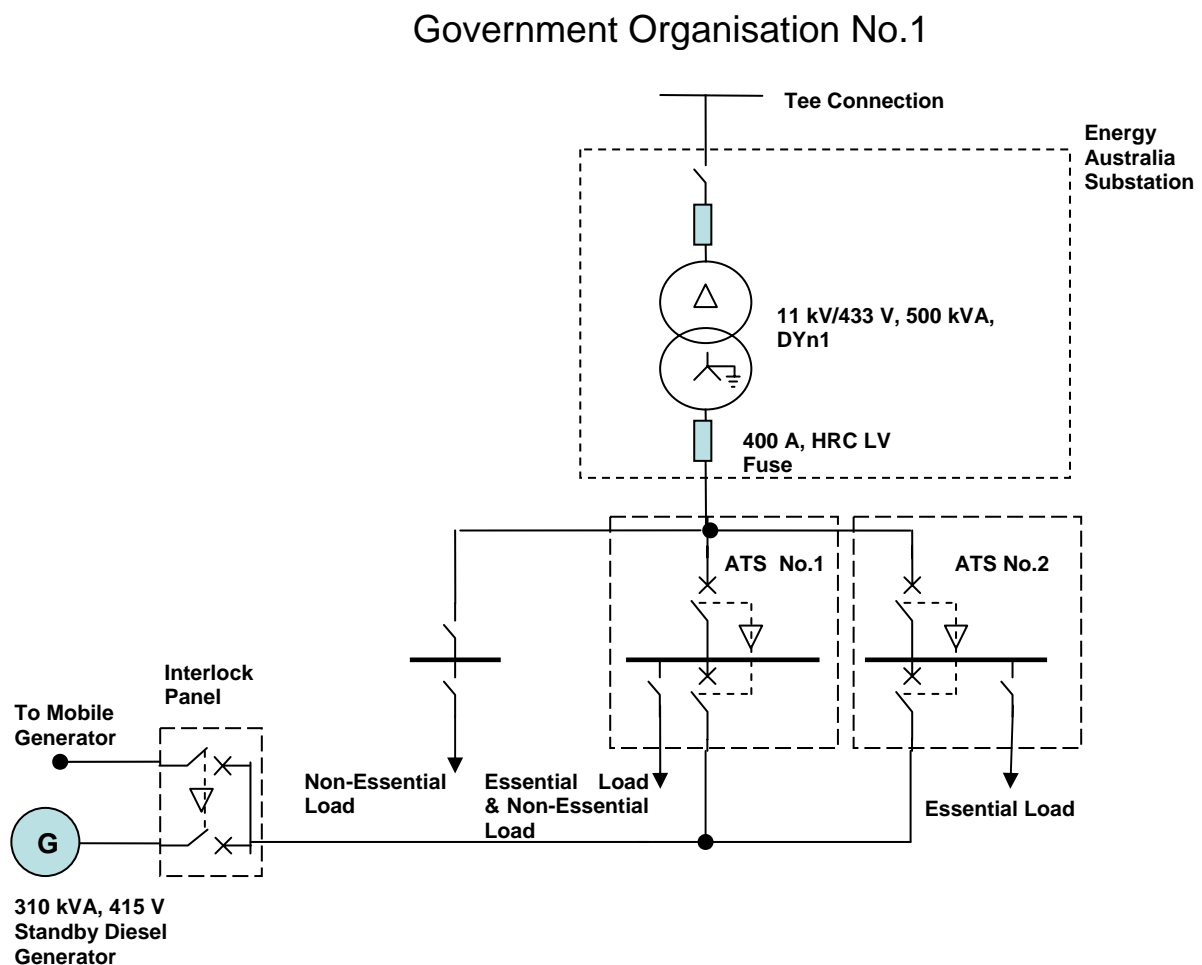 Government Organisation No.1
Tee Connection
Energy
Australia
Substation
11 kV/433 V, 500 kVA,
DYn1
400 A, HRC LV
Fuse
ATS No.1
ATS No.2
Interlock
Panel
To Mobile
Generator
Non-Essential
Load
Essential Load
& Non-Essential
Load
Essential Load
G
310 kVA, 415 V
Standby Diesel
Generator